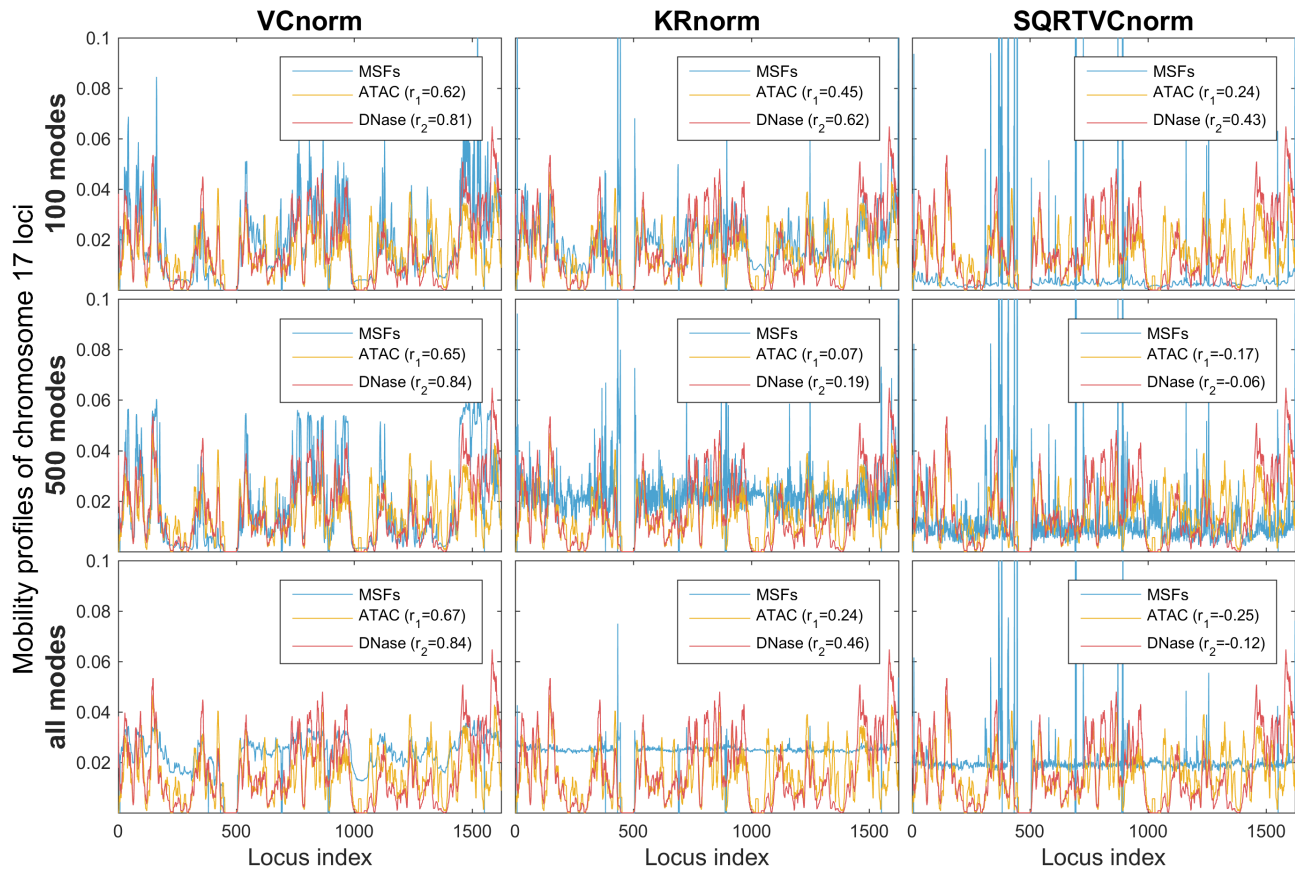 VCnorm KRnorm SQRTVCnorm
Mobility profiles of chromosome 17 loci
100 modes
0.1
0.08
0.06
0.04
0.02
MSFs
ATAC (r1=0.62)
DNase (r2=0.81)
MSFs
ATAC (r1=0.45)
DNase (r2=0.62)
MSFs
ATAC (r1=0.24)
DNase (r2=0.43)
500 modes
0.1
0.08
0.06
0.04
0.02
MSFs
ATAC (r1=0.65)
DNase (r2=0.84)
MSFs
ATAC (r1=0.07)
DNase (r2=0.19)
MSFs
ATAC (r1=-0.17)
DNase (r2=-0.06)
all modes
0.1
0.08
0.06
0.04
0.02
MSFs
ATAC (r1=0.67)
DNase (r2=0.84)
MSFs
ATAC (r1=0.24)
DNase (r2=0.46)
MSFs
ATAC (r1=-0.25)
DNase (r2=-0.12)
0 500 1000 1500 0 500 1000 1500 0 500 1000 1500
Locus index Locus index Locus index